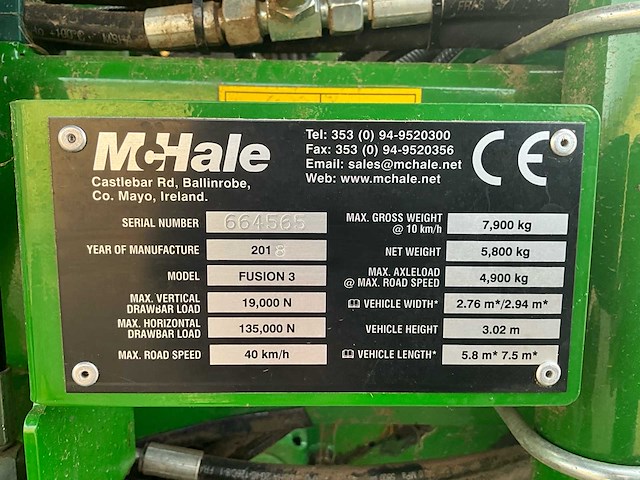 McHale
Castlebar Rd, Ballinrobe,
Co. Mayo, Ireland.
Tel: 353 (0) 94-9520300
Fax: 353 (0) 94-9520356
Email: sales@mchale.net
Web: www.mchale.net
CE
SERIAL NUMBER 664565
YEAR OF MANUFACTURE 2018
MODEL FUSION 3
MAX. VERTICAL
DRAWBAR LOAD 19,000 N
MAX. HORIZONTAL
DRAWBAR LOAD 135,000 N
MAX. ROAD SPEED 40 km/h
MAX. GROSS WEIGHT
@ 10 km/h 7,900 kg
NET WEIGHT 5,800 kg
MAX. AXLELOAD
@ MAX. ROAD SPEED 4,900 kg
VEHICLE WIDTH* 2.76 m*/2.94 m*
VEHICLE HEIGHT 3.02 m
VEHICLE LENGTH* 5.8 m* 7.5 m*